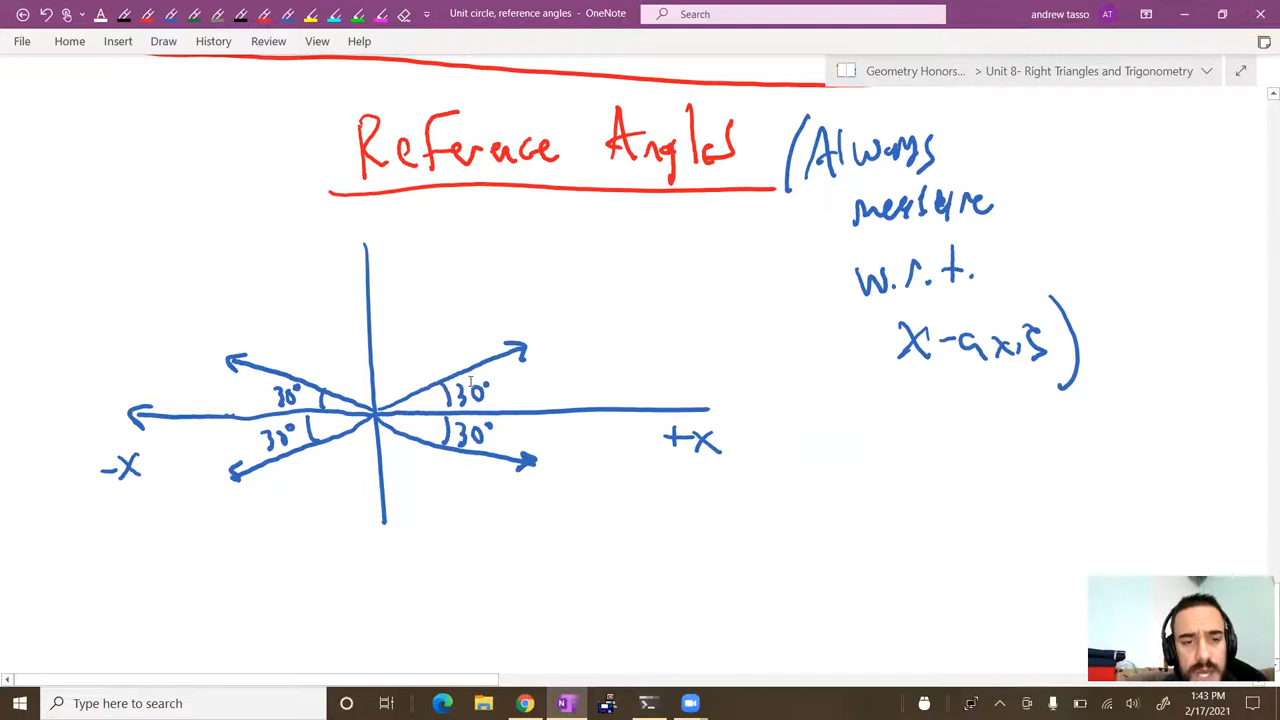 Unit circle, reference angles - OneNote
Search
andrew tasso
AT
File Home Insert Draw History Review View Help
Geometry Honors... > Unit 8- Right Triangles and Trigonometry
Reference Angles
(Always
measure
w.r.t.
x-axis)
30° 30°
30° 30°
-x +x
Type here to search
1:43 PM
2/17/2021